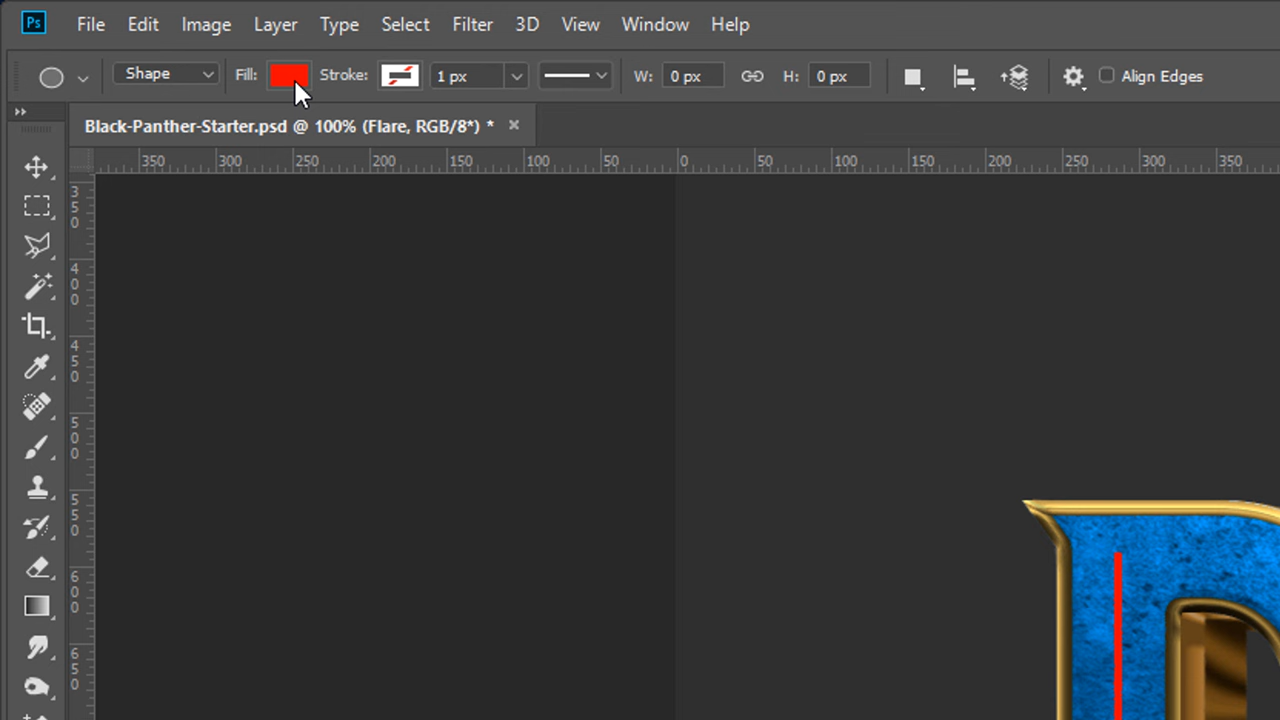 Ps File Edit Image Layer Type Select Filter 3D View Window Help
Shape Fill: Stroke: 1 px W: 0 px H: 0 px Align Edges
Black-Panther-Starter.psd @ 100% (Flare, RGB/8*) * ×
350 300 250 200 150 100 50 0 50 100 150 200 250 300 350
350
400
450
500
550
600
650